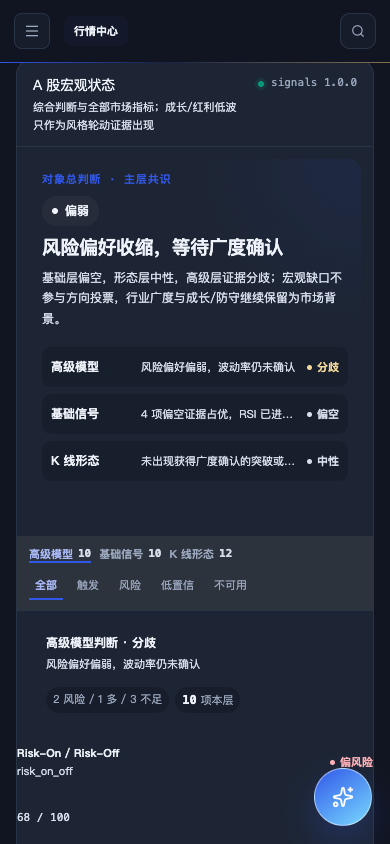 行情中心
A 股宏观状态
signals 1.0.0
综合判断与全部市场指标；成长/红利低波
只作为风格轮动证据出现
对象总判断 · 主层共识
偏弱
风险偏好收缩，等待广度确认
基础层偏空，形态层中性，高级层证据分歧；宏观缺口不
参与方向投票，行业广度与成长/防守继续保留为市场背
景。
高级模型 风险偏好偏弱，波动率仍未确认 分歧
基础信号 4 项偏空证据占优，RSI 已进… 偏空
K 线形态 未出现获得广度确认的突破或… 中性
高级模型 10 基础信号 10 K 线形态 12
全部 触发 风险 低置信 不可用
高级模型判断 · 分歧
风险偏好偏弱，波动率仍未确认
2 风险 / 1 多 / 3 不足 10 项本层
Risk-On / Risk-Off
偏风险
risk_on_off
68 / 100